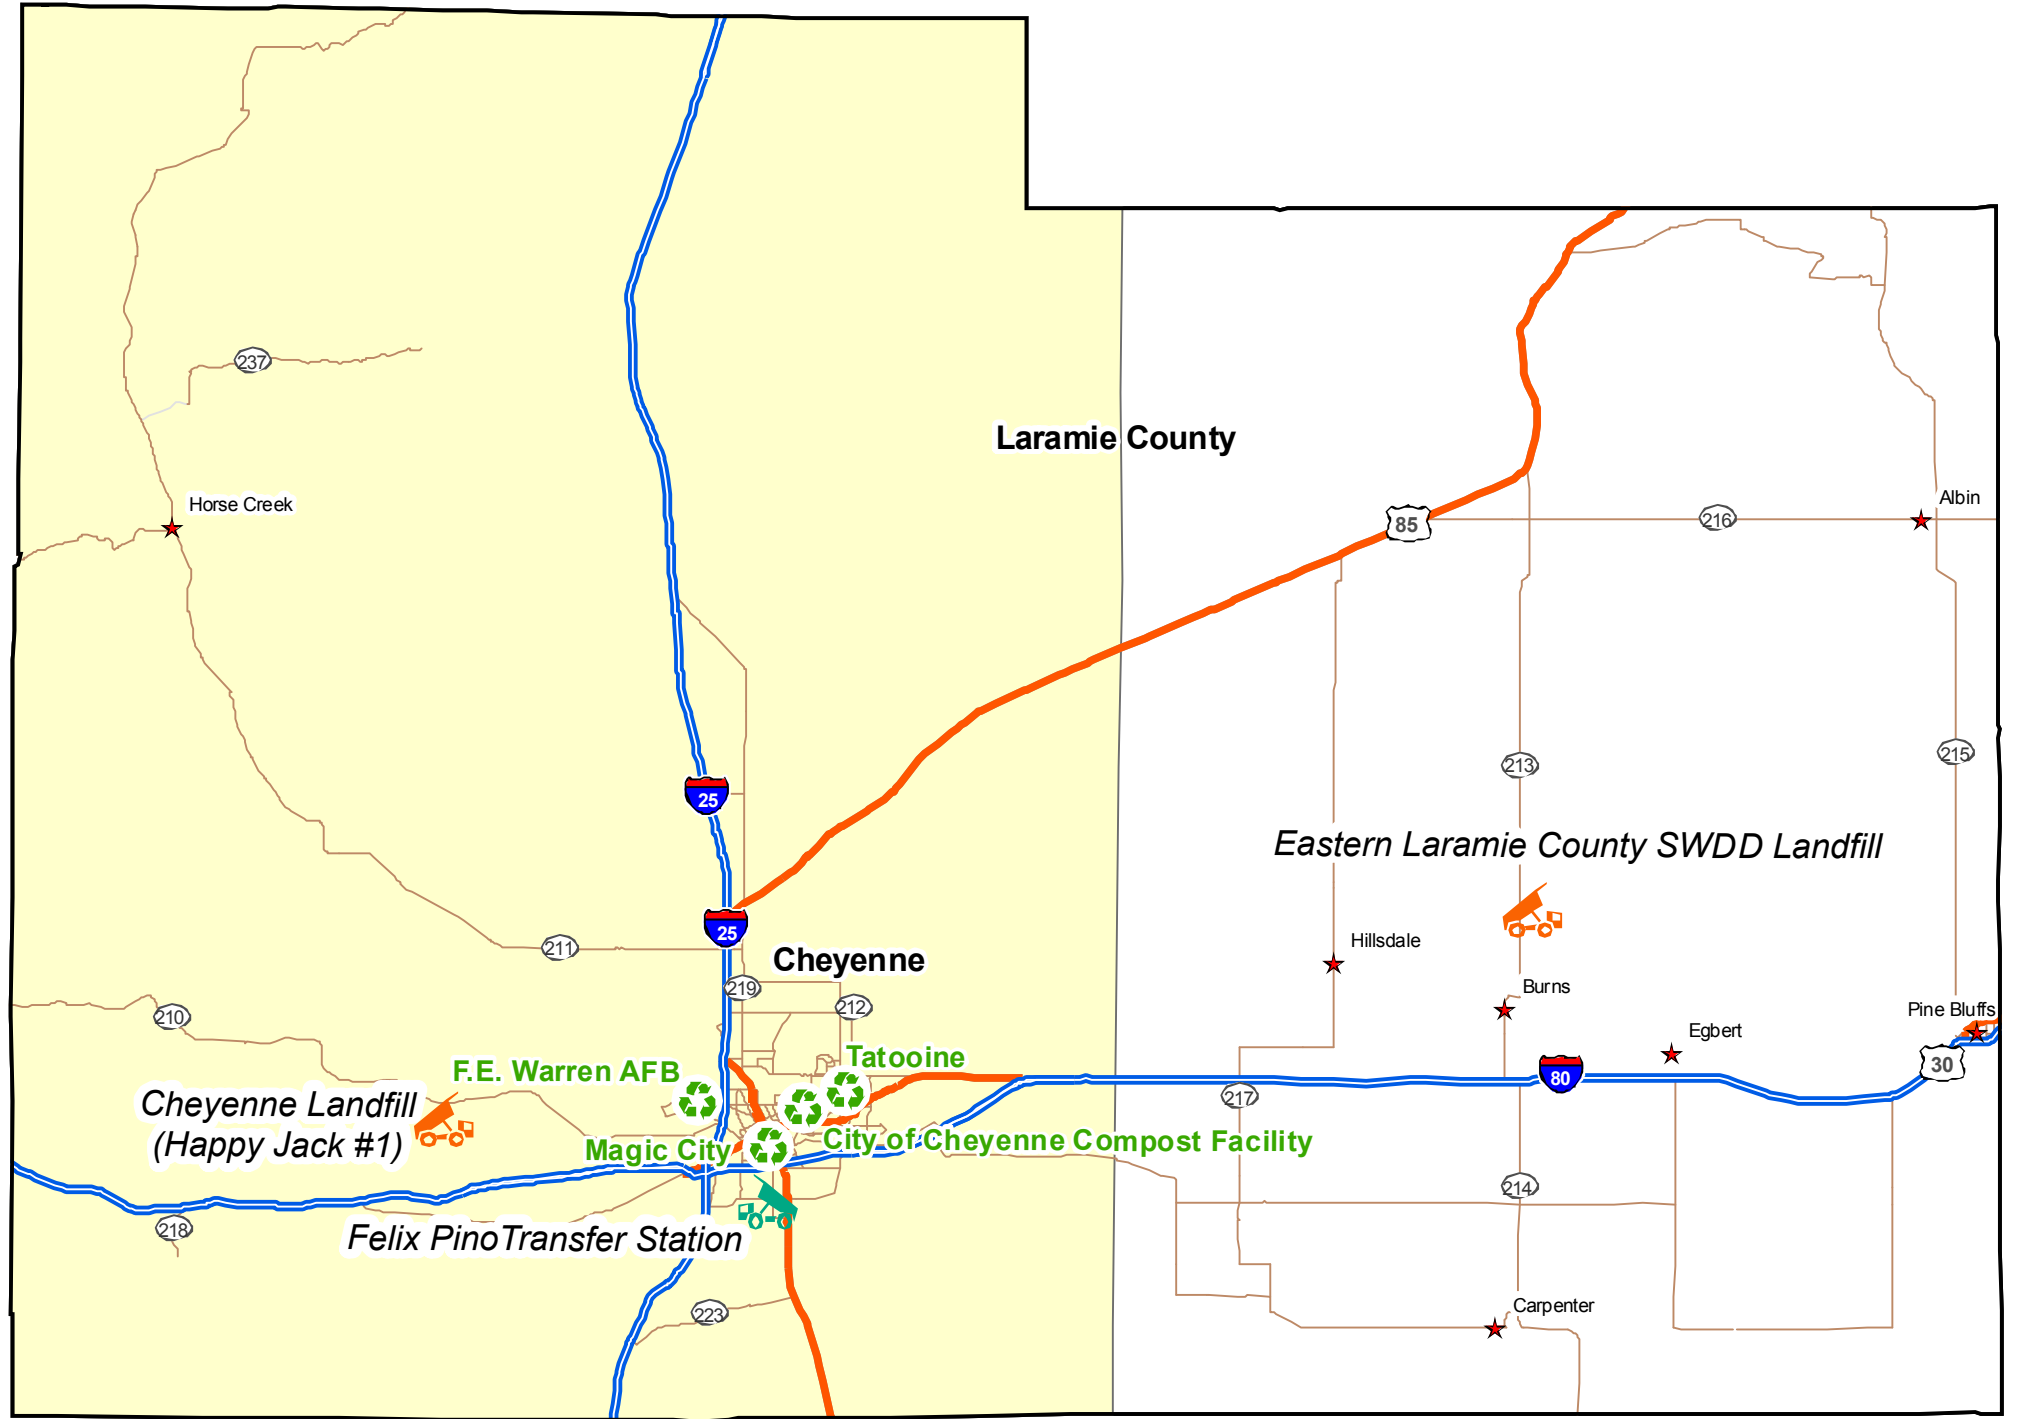 237
Laramie County
Horse Creek
85
216
Albin
25
213
215
Eastern Laramie County SWDD Landfill
25
211
Cheyenne
Hillsdale
219
212
Burns
210
Pine Bluffs
Egbert
30
F.E. Warren AFB
Tatooine
80
Cheyenne Landfill
(Happy Jack #1)
217
Magic City
City of Cheyenne Compost Facility
214
218
Felix PinoTransfer Station
223
Carpenter